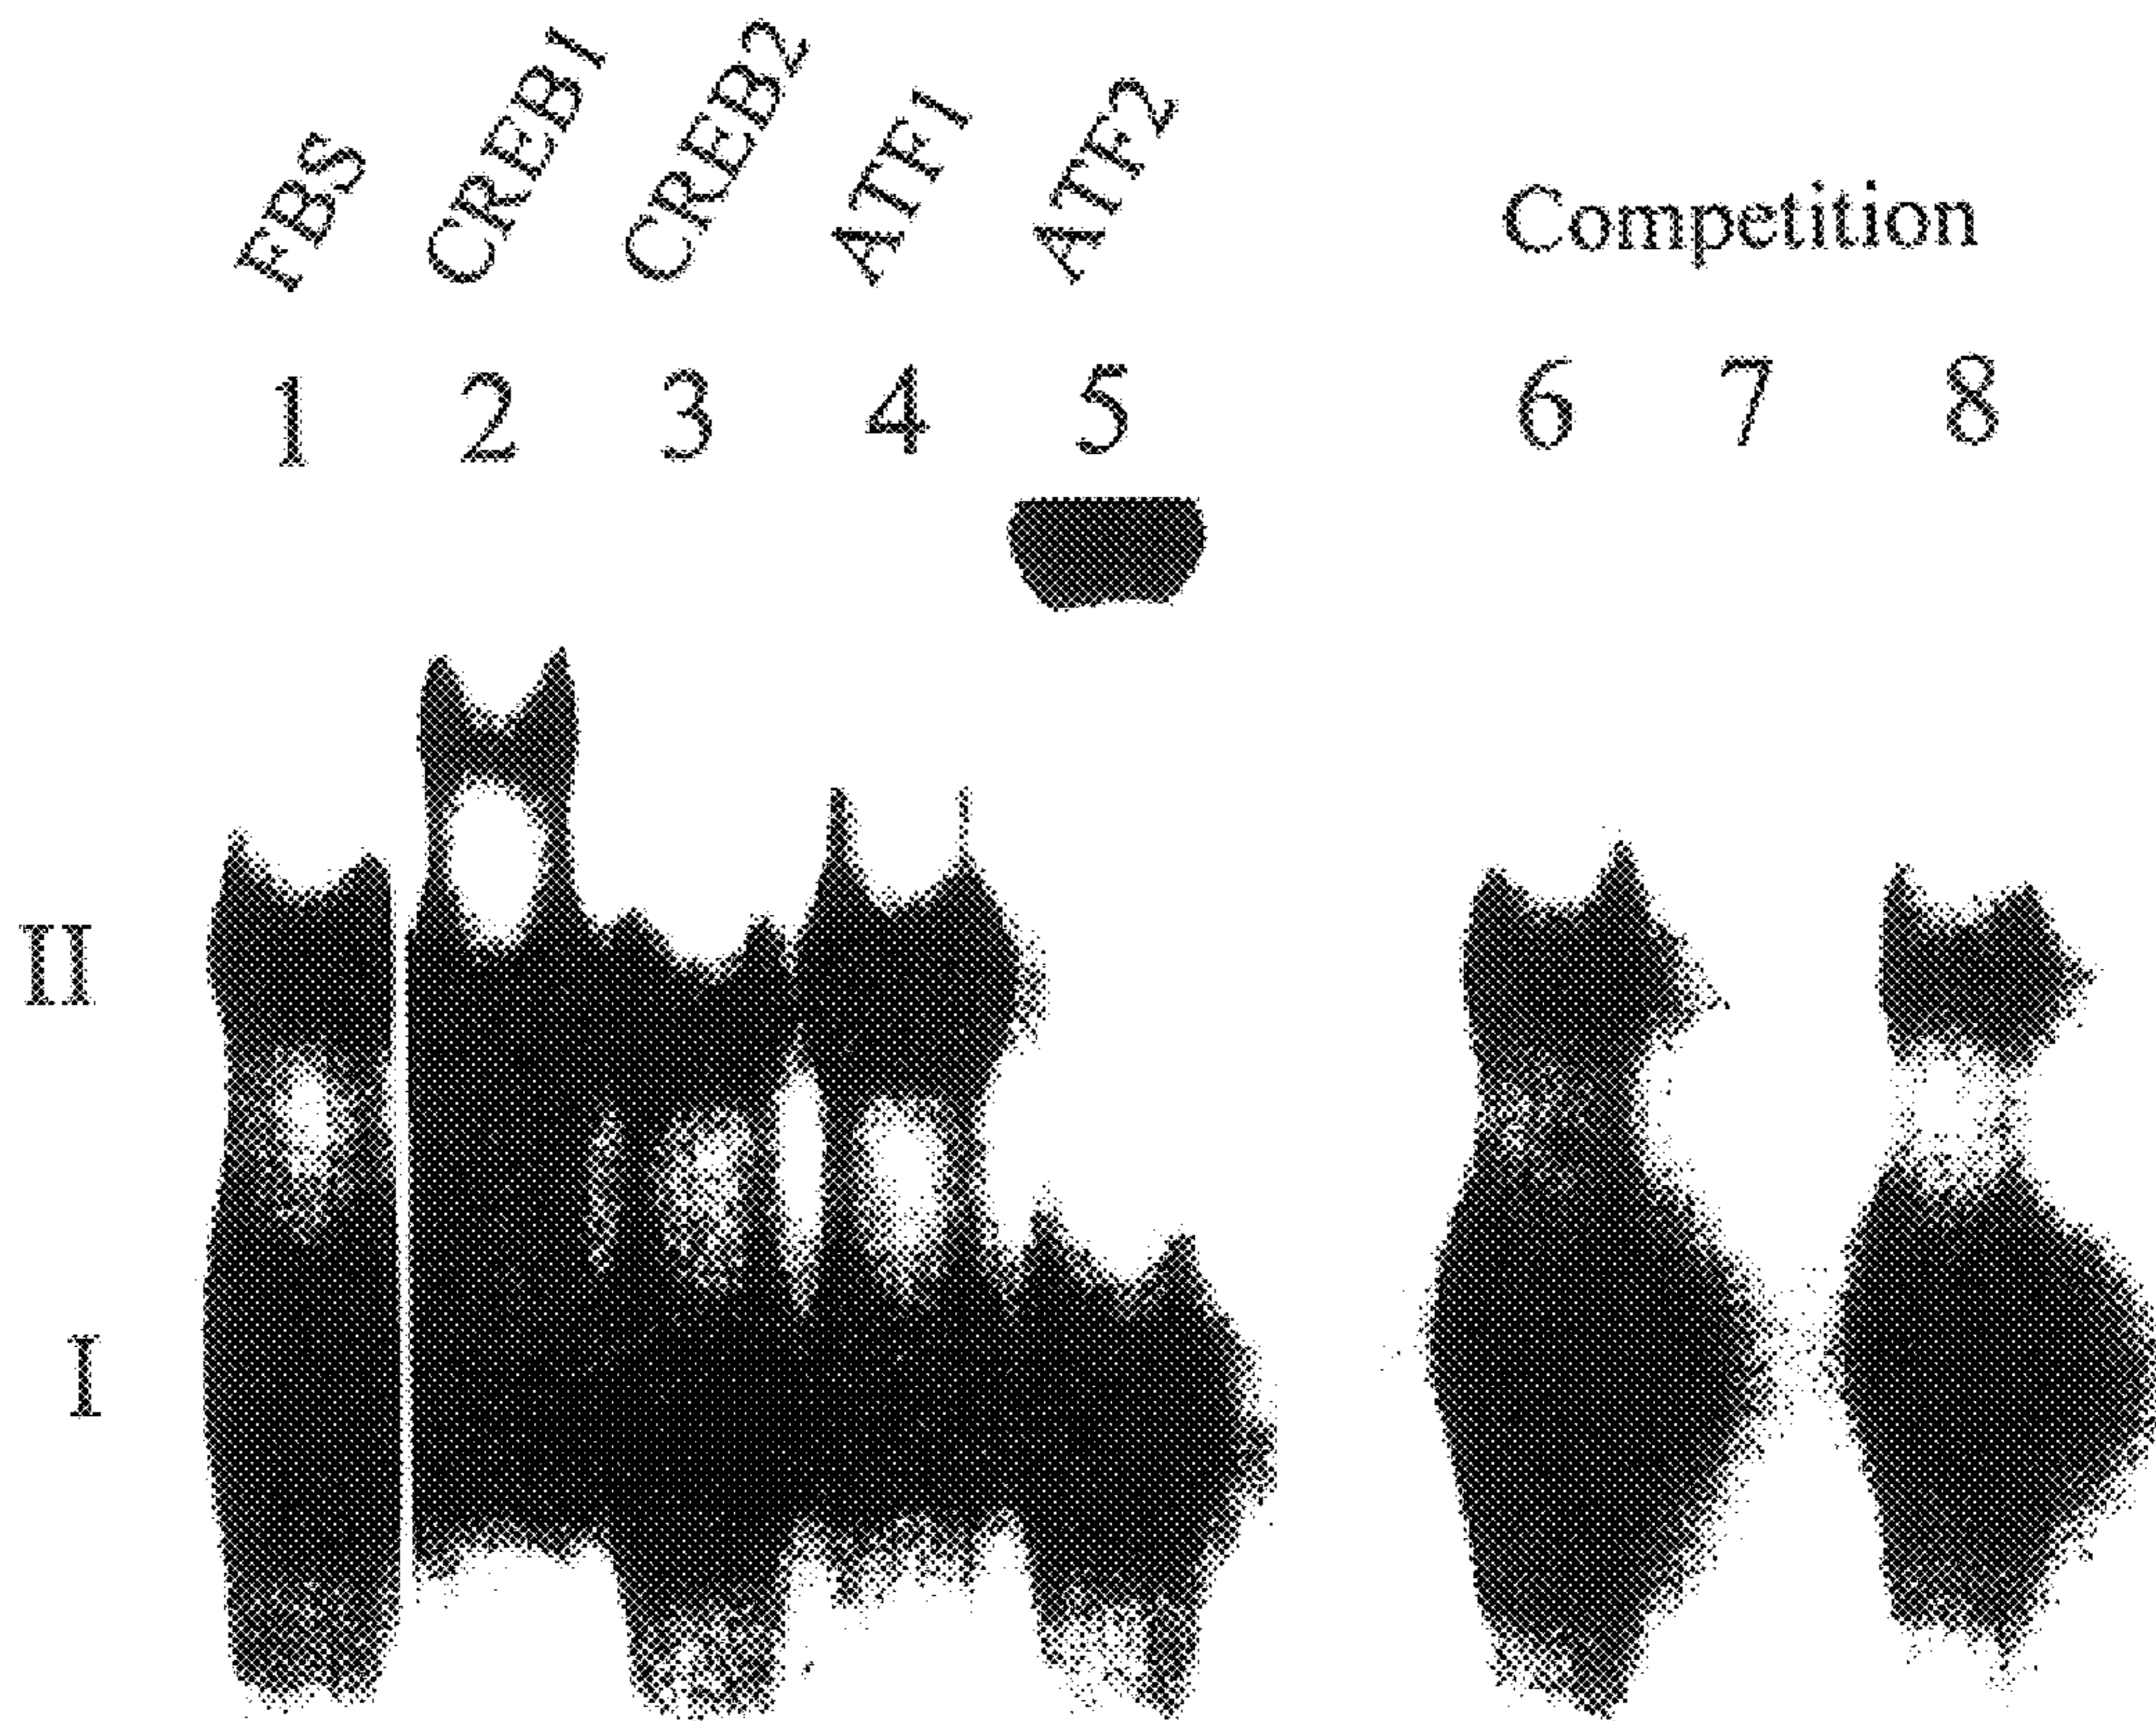 FBS CREB1 CREB2 ATF1 ATF2 Competition
1 2 3 4 5 6 7 8
II
I